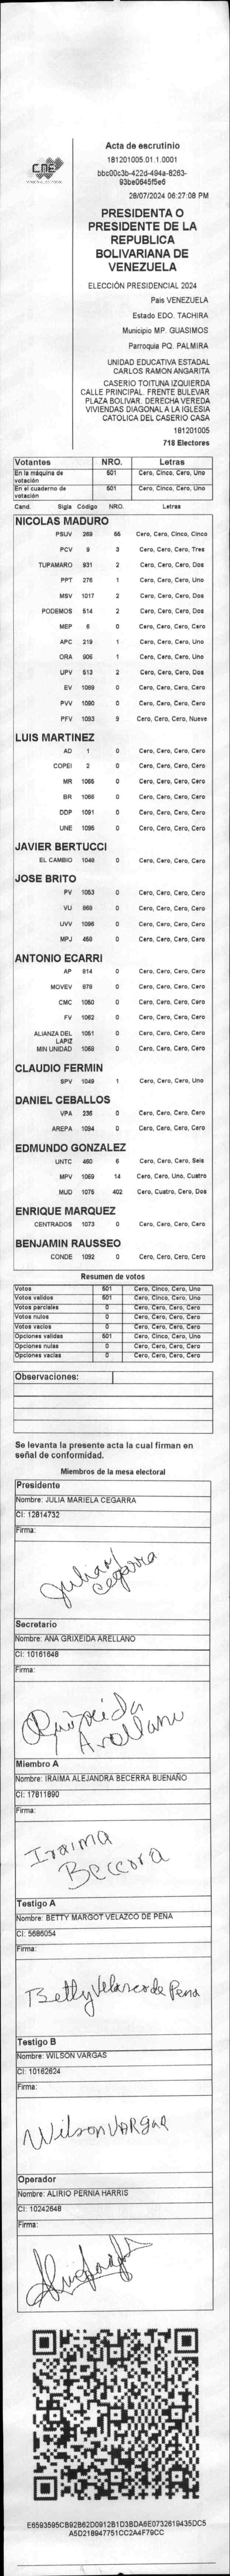 CNE
Acta de escrutinio
181201005.01.1.0001
bbc00c3b-422d-494a-8263-
93be0645f5e6
28/07/2024 06:27:08 PM
PRESIDENTA O
PRESIDENTE DE LA
REPUBLICA
BOLIVARIANA DE
VENEZUELA
ELECCIÓN PRESIDENCIAL 2024
Pais VENEZUELA
Estado EDO. TACHIRA
Municipio MP. GUASIMOS
Parroquia PQ. PALMIRA
UNIDAD EDUCATIVA ESTADAL
CARLOS RAMON ANGARITA
CASERIO TOITUNA IZQUIERDA
CALLE PRINCIPAL. FRENTE BULEVAR
PLAZA BOLIVAR. DERECHA VEREDA
VIVIENDAS DIAGONAL A LA IGLESIA
CATOLICA DEL CASERIO CASA
181201005
718 Electores
Votantes NRO. Letras
En la máquina de votación 501 Cero, Cinco, Cero, Uno
En el cuaderno de votación 501 Cero, Cinco, Cero, Uno
Cand. Sigla Código NRO. Letras
NICOLAS MADURO
PSUV 269 55 Cero, Cero, Cinco, Cinco
PCV 9 3 Cero, Cero, Cero, Tres
TUPAMARO 931 2 Cero, Cero, Cero, Dos
PPT 276 1 Cero, Cero, Cero, Uno
MSV 1017 2 Cero, Cero, Cero, Dos
PODEMOS 514 2 Cero, Cero, Cero, Dos
MEP 6 0 Cero, Cero, Cero, Cero
APC 219 1 Cero, Cero, Cero, Uno
ORA 906 1 Cero, Cero, Cero, Uno
UPV 513 2 Cero, Cero, Cero, Dos
EV 1089 0 Cero, Cero, Cero, Cero
PVV 1090 0 Cero, Cero, Cero, Cero
PFV 1093 9 Cero, Cero, Cero, Nueve
LUIS MARTINEZ
AD 1 0 Cero, Cero, Cero, Cero
COPEI 2 0 Cero, Cero, Cero, Cero
MR 1065 0 Cero, Cero, Cero, Cero
BR 1066 0 Cero, Cero, Cero, Cero
DDP 1091 0 Cero, Cero, Cero, Cero
UNE 1095 0 Cero, Cero, Cero, Cero
JAVIER BERTUCCI
EL CAMBIO 1048 0 Cero, Cero, Cero, Cero
JOSE BRITO
PV 1053 0 Cero, Cero, Cero, Cero
VU 868 0 Cero, Cero, Cero, Cero
UVV 1096 0 Cero, Cero, Cero, Cero
MPJ 458 0 Cero, Cero, Cero, Cero
ANTONIO ECARRI
AP 814 0 Cero, Cero, Cero, Cero
MOVEV 878 0 Cero, Cero, Cero, Cero
CMC 1050 0 Cero, Cero, Cero, Cero
FV 1062 0 Cero, Cero, Cero, Cero
ALIANZA DEL LAPIZ 1051 0 Cero, Cero, Cero, Cero
MIN UNIDAD 1058 0 Cero, Cero, Cero, Cero
CLAUDIO FERMIN
SPV 1049 1 Cero, Cero, Cero, Uno
DANIEL CEBALLOS
VPA 236 0 Cero, Cero, Cero, Cero
AREPA 1094 0 Cero, Cero, Cero, Cero
EDMUNDO GONZALEZ
UNTC 460 6 Cero, Cero, Cero, Seis
MPV 1069 14 Cero, Cero, Uno, Cuatro
MUD 1075 402 Cero, Cuatro, Cero, Dos
ENRIQUE MARQUEZ
CENTRADOS 1073 0 Cero, Cero, Cero, Cero
BENJAMIN RAUSSEO
CONDE 1092 0 Cero, Cero, Cero, Cero
Resumen de votos
Votos 501 Cero, Cinco, Cero, Uno
Votos validos 501 Cero, Cinco, Cero, Uno
Votos parciales 0 Cero, Cero, Cero, Cero
Votos nulos 0 Cero, Cero, Cero, Cero
Votos vacios 0 Cero, Cero, Cero, Cero
Opciones validas 501 Cero, Cinco, Cero, Uno
Opciones nulas 0 Cero, Cero, Cero, Cero
Opciones vacias 0 Cero, Cero, Cero, Cero
Observaciones:
Se levanta la presente acta la cual firman en
señal de conformidad.
Miembros de la mesa electoral
Presidente
Nombre: JULIA MARIELA CEGARRA
CI: 12814732
Firma:
Julia M
Cegarra
Secretario
Nombre: ANA GRIXEIDA ARELLANO
CI: 10161648
Firma:
Grixeida
Arellano
Miembro A
Nombre: IRAIMA ALEJANDRA BECERRA BUENAÑO
CI: 17811890
Firma:
Iraima
Becerra
Testigo A
Nombre: BETTY MARGOT VELAZCO DE PEÑA
CI: 5686054
Firma:
Betty Velazco de Pena
Testigo B
Nombre: WILSON VARGAS
CI: 10162624
Firma:
Wilson VARGAS
Operador
Nombre: ALIRIO PERNIA HARRIS
CI: 10242648
Firma:
E6593595CB92B62D0912B1D3BDA6E0732619435DC5
A5D218947751CC2A4F79CC